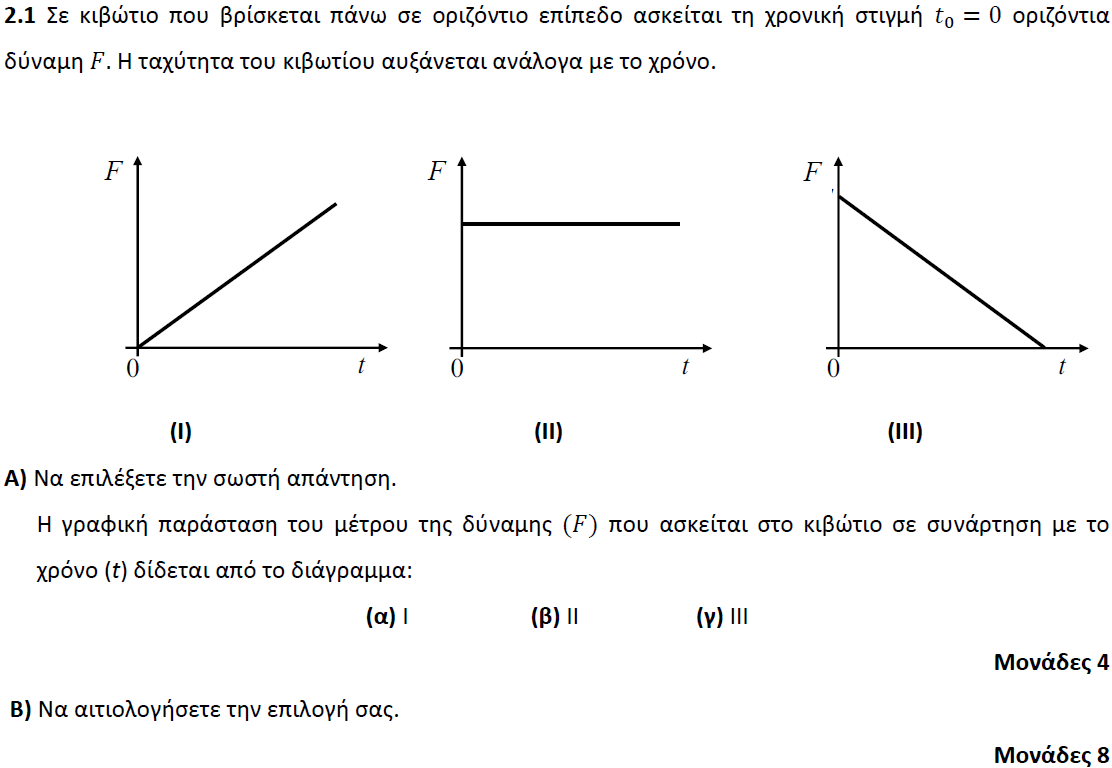 2.1 Σε κιβώτιο που βρίσκεται πάνω σε οριζόντιο επίπεδο ασκείται τη χρονική στιγμή t₀ = 0 οριζόντια
δύναμη F. Η ταχύτητα του κιβωτίου αυξάνεται ανάλογα με το χρόνο.
F F F
0 t 0 t 0 t
(I) (II) (III)
Α) Να επιλέξετε την σωστή απάντηση.
Η γραφική παράσταση του μέτρου της δύναμης (F) που ασκείται στο κιβώτιο σε συνάρτηση με το
χρόνο (t) δίδεται από το διάγραμμα:
(α) I (β) II (γ) III
Μονάδες 4
Β) Να αιτιολογήσετε την επιλογή σας.
Μονάδες 8